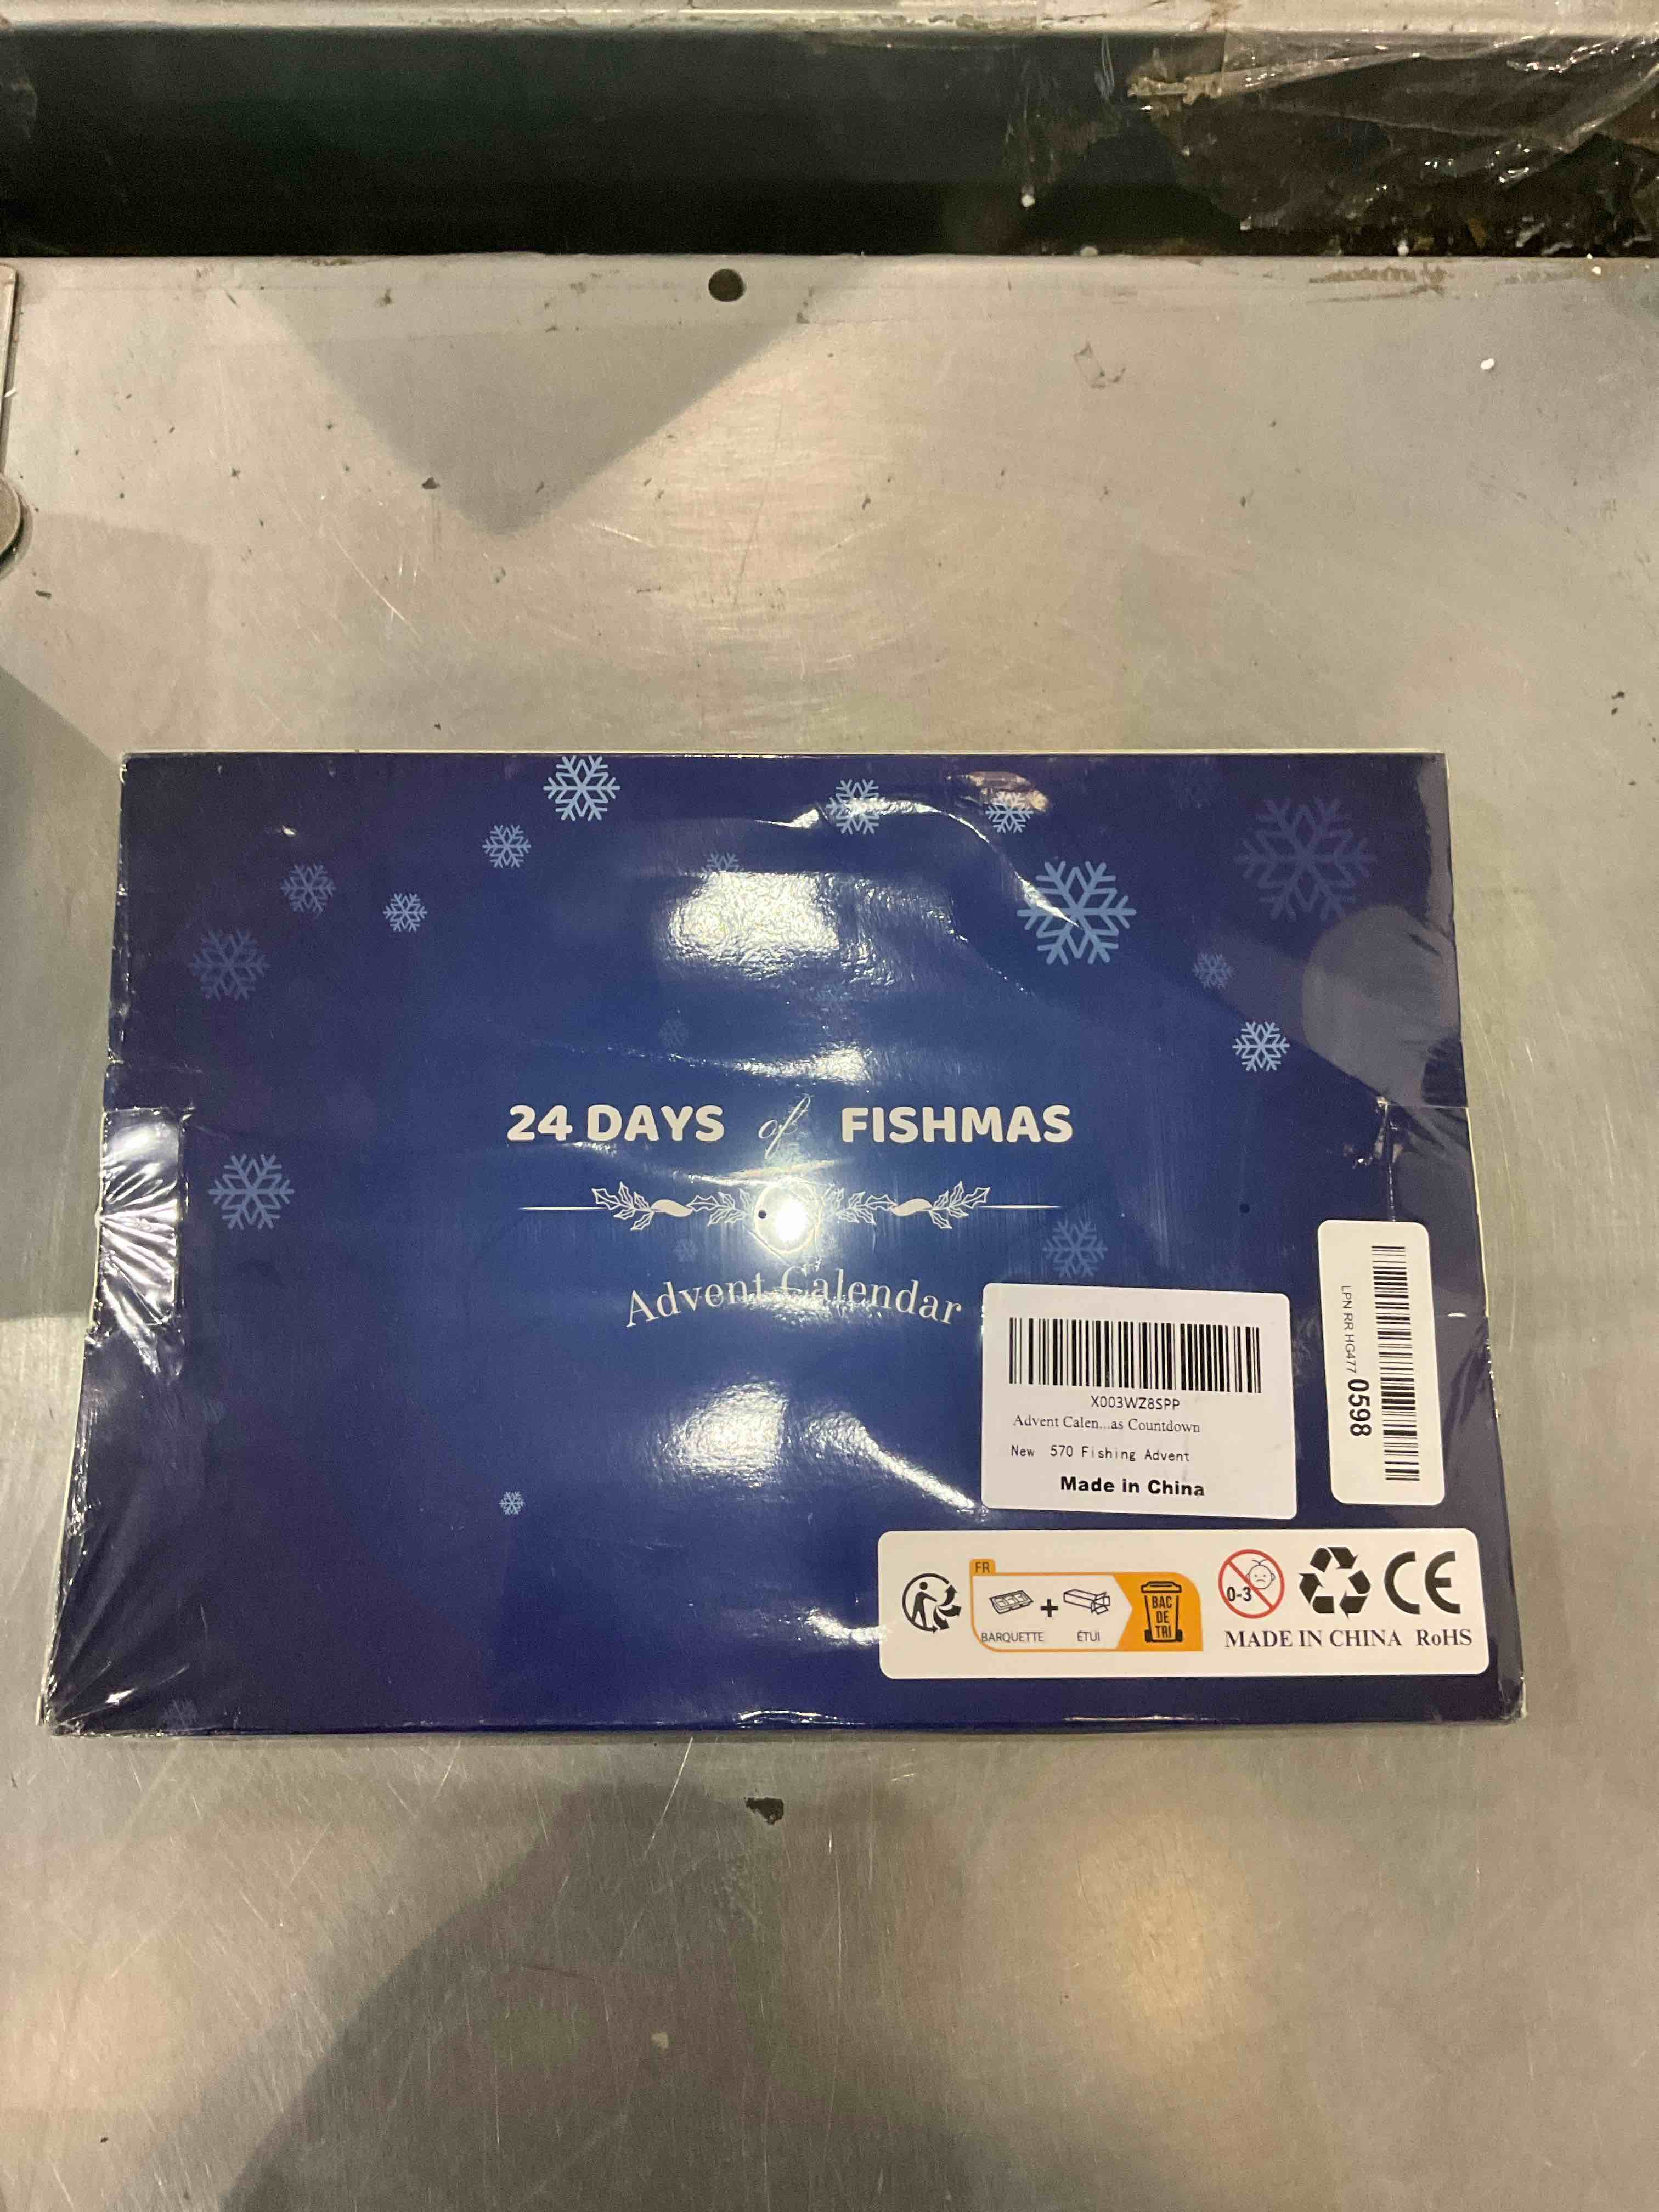 24 DAYS of FISHMAS
Advent Calendar
X003WZ8SPP
Advent Calen...as Countdown
New 570 Fishing Advent
Made in China
LPN RR HG477 0598
FR
BARQUETTE + ÉTUI
BAC
DE
TRI
0-3
CE
MADE IN CHINA RoHS